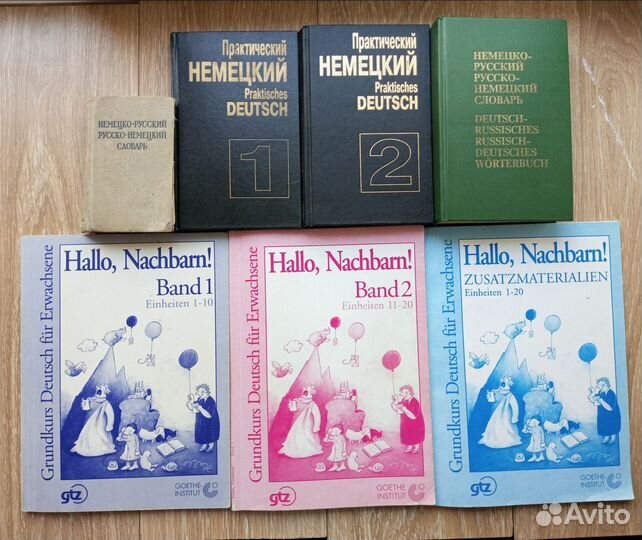 НЕМЕЦКО-РУССКИЙ
РУССКО-НЕМЕЦКИЙ
СЛОВАРЬ
Практический
НЕМЕЦКИЙ
Praktisches
DEUTSCH
1
Практический
НЕМЕЦКИЙ
Praktisches
DEUTSCH
2
НЕМЕЦКО-
РУССКИЙ
РУССКО-
НЕМЕЦКИЙ
СЛОВАРЬ
DEUTSCH-
RUSSISCHES
RUSSISCH-
DEUTSCHES
WÖRTERBUCH
Grundkurs Deutsch für Erwachsene
Hallo, Nachbarn!
Band 1
Einheiten 1-10
gtz
GOETHE-
INSTITUT
Grundkurs Deutsch für Erwachsene
Hallo, Nachbarn!
Band 2
Einheiten 11-20
gtz
GOETHE-
INSTITUT
Grundkurs Deutsch für Erwachsene
Hallo, Nachbarn!
ZUSATZMATERIALIEN
Einheiten 1-20
gtz
GOETHE-
INSTITUT
Avito